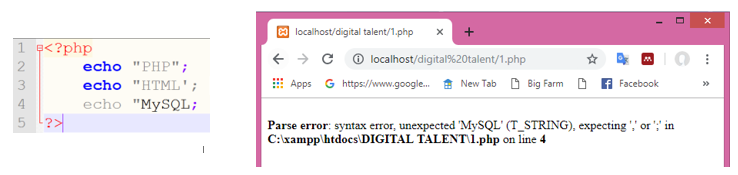 1 <?php
2 echo "PHP";
3 echo "HTML';
4 echo "MySQL;
5 ?>
localhost/digital talent/1.php
localhost/digital%20talent/1.php
Apps https://www.google... New Tab Big Farm Facebook »
Parse error: syntax error, unexpected 'MySQL' (T_STRING), expecting ',' or ';' in
C:\xampp\htdocs\DIGITAL TALENT\1.php on line 4